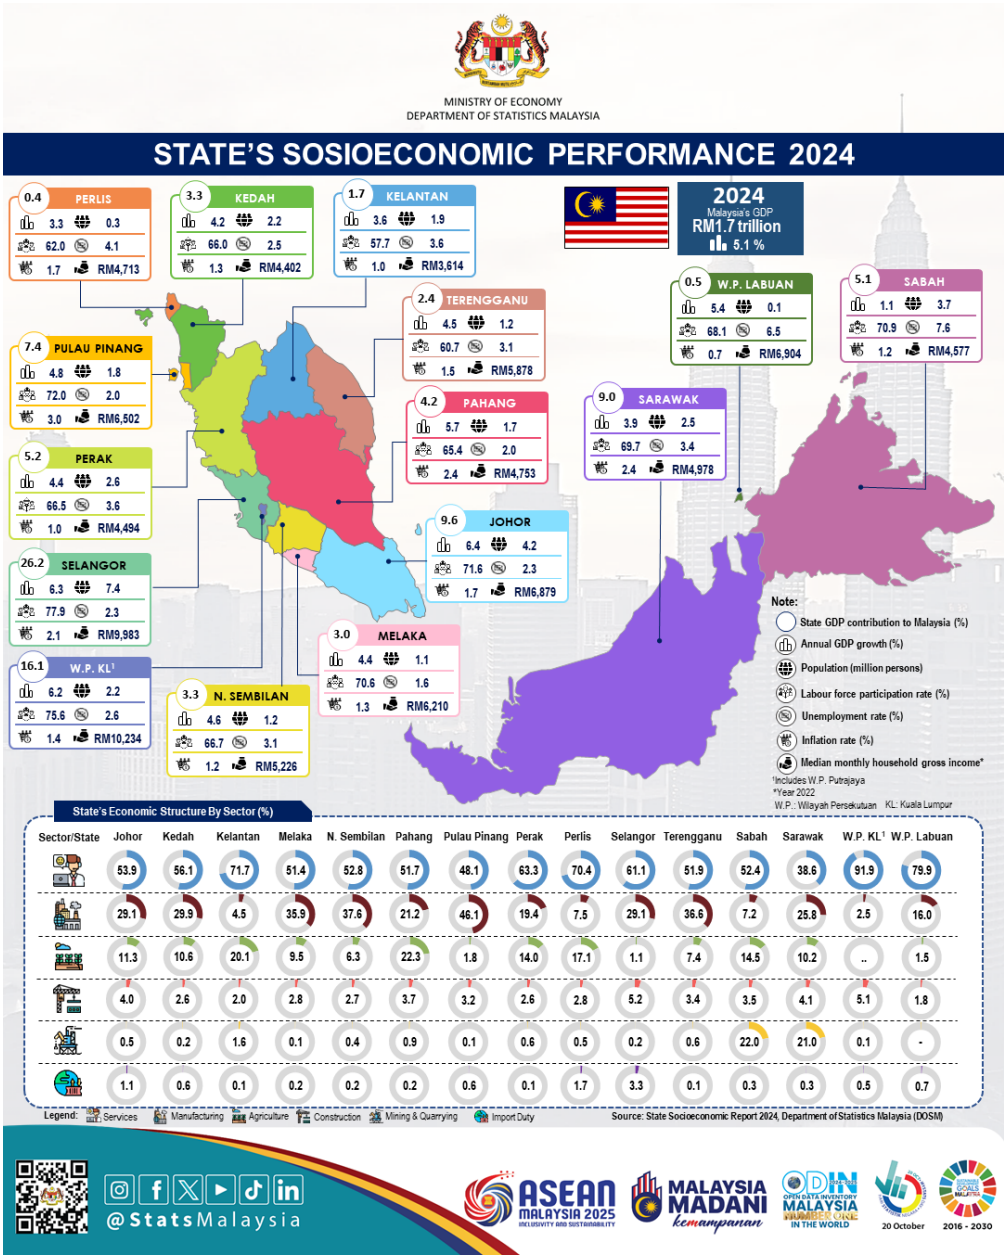 MINISTRY OF ECONOMY
DEPARTMENT OF STATISTICS MALAYSIA
STATE'S SOSIOECONOMIC PERFORMANCE 2024
0.4 PERLIS
3.3 0.3
62.0 4.1
1.7 RM4,713
3.3 KEDAH
4.2 2.2
66.0 2.5
1.3 RM4,402
1.7 KELANTAN
3.6 1.9
57.7 3.6
1.0 RM3,614
2024
Malaysia's GDP
RM1.7 trillion
5.1 %
2.4 TERENGGANU
4.5 1.2
60.7 3.1
1.5 RM5,878
0.5 W.P. LABUAN
5.4 0.1
68.1 6.5
0.7 RM6,904
5.1 SABAH
1.1 3.7
70.9 7.6
1.2 RM4,577
7.4 PULAU PINANG
4.8 1.8
72.0 2.0
3.0 RM6,502
4.2 PAHANG
5.7 1.7
65.4 2.0
2.4 RM4,753
9.0 SARAWAK
3.9 2.5
69.7 3.4
2.4 RM4,978
5.2 PERAK
4.4 2.6
66.5 3.6
1.0 RM4,494
9.6 JOHOR
6.4 4.2
71.6 2.3
1.7 RM6,879
26.2 SELANGOR
6.3 7.4
77.9 2.3
2.1 RM9,983
3.0 MELAKA
4.4 1.1
70.6 1.6
1.3 RM6,210
16.1 W.P. KL¹
6.2 2.2
75.6 2.6
1.4 RM10,234
3.3 N. SEMBILAN
4.6 1.2
66.7 3.1
1.2 RM5,226
Note:
State GDP contribution to Malaysia (%)
Annual GDP growth (%)
Population (million persons)
Labour force participation rate (%)
Unemployment rate (%)
Inflation rate (%)
Median monthly household gross income*
¹Includes W.P. Putrajaya
*Year 2022
W.P.: Wilayah Persekutuan KL: Kuala Lumpur
State's Economic Structure By Sector (%)
Sector/State Johor Kedah Kelantan Melaka N. Sembilan Pahang Pulau Pinang Perak Perlis Selangor Terengganu Sabah Sarawak W.P. KL¹ W.P. Labuan
53.9 56.1 71.7 51.4 52.8 51.7 48.1 63.3 70.4 61.1 51.9 52.4 38.6 91.9 79.9
29.1 29.9 4.5 35.9 37.6 21.2 46.1 19.4 7.5 29.1 36.6 7.2 25.8 2.5 16.0
11.3 10.6 20.1 9.5 6.3 22.3 1.8 14.0 17.1 1.1 7.4 14.5 10.2 .. 1.5
4.0 2.6 2.0 2.8 2.7 3.7 3.2 2.6 2.8 5.2 3.4 3.5 4.1 5.1 1.8
0.5 0.2 1.6 0.1 0.4 0.9 0.1 0.6 0.5 0.2 0.6 22.0 21.0 0.1 -
1.1 0.6 0.1 0.2 0.2 0.2 0.6 0.1 1.7 3.3 0.1 0.3 0.3 0.5 0.7
Legend: Services Manufacturing Agriculture Construction Mining & Quarrying Import Duty
Source: State Socioeconomic Report 2024, Department of Statistics Malaysia (DOSM)
@StatsMalaysia
ASEAN
MALAYSIA 2025
INCLUSIVITY AND SUSTAINABILITY
MALAYSIA
MADANI
kemampanan
ODIN
OPEN DATA INVENTORY
MALAYSIA
NUMBER ONE
IN THE WORLD
20 October
SUSTAINABLE DEVELOPMENT
GOALS
MALAYSIA
2016 - 2030